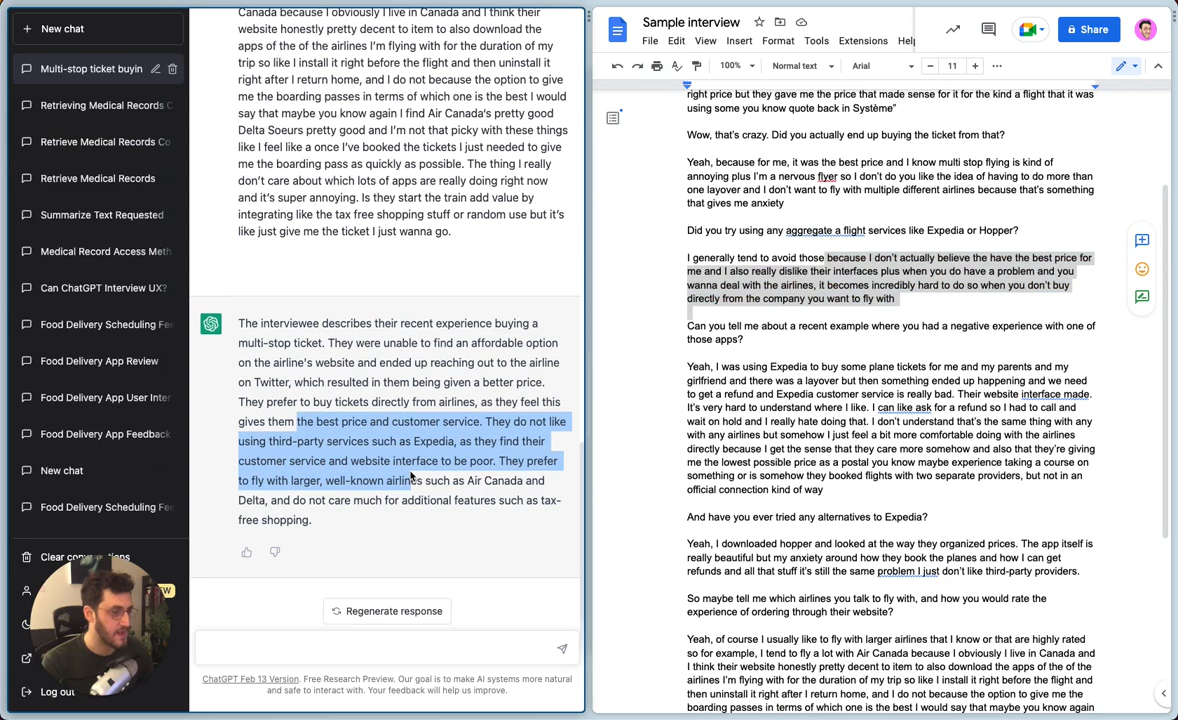 New chat
Multi-stop ticket buyin
Retrieving Medical Records C
Retrieve Medical Records Co
Retrieve Medical Records
Summarize Text Requested
Medical Record Access Meth
Can ChatGPT Interview UX?
Food Delivery Scheduling Fee
Food Delivery App Review
Food Delivery App User Inter
Food Delivery App Feedback
New chat
Food Delivery Scheduling Fee
Clear
Log out
Canada because I obviously I live in Canada and I think their
website honestly pretty decent to item to also download the
apps of the of the airlines I'm flying with for the duration of my
trip so like I install it right before the flight and then uninstall it
right after I return home, and I do not because the option to give
me the boarding passes in terms of which one is the best I would
say that maybe you know again I find Air Canada's pretty good
Delta Soeurs pretty good and I'm not that picky with these things
like I feel like a once I've booked the tickets I just needed to give
me the boarding pass as quickly as possible. The thing I really
don't care about which lots of apps are really doing right now
and it's super annoying. Is they start the train add value by
integrating like the tax free shopping stuff or random use but it's
like just give me the ticket I just wanna go.
The interviewee describes their recent experience buying a
multi-stop ticket. They were unable to find an affordable option
on the airline's website and ended up reaching out to the airline
on Twitter, which resulted in them being given a better price.
They prefer to buy tickets directly from airlines, as they feel this
gives them the best price and customer service. They do not like
using third-party services such as Expedia, as they find their
customer service and website interface to be poor. They prefer
to fly with larger, well-known airlines such as Air Canada and
Delta, and do not care much for additional features such as tax-
free shopping.
Regenerate response
ChatGPT Feb 13 Version. Free Research Preview. Our goal is to make AI systems more natural
and safe to interact with. Your feedback will help us improve.
Sample interview
File Edit View Insert Format Tools Extensions Help
Share
100% Normal text Arial 11
right price but they gave me the price that made sense for it for the kind a flight that it was
using some you know quote back in Système"
Wow, that's crazy. Did you actually end up buying the ticket from that?
Yeah, because for me, it was the best price and I know multi stop flying is kind of
annoying plus I'm a nervous flyer so I don't do you like the idea of having to do more than
one layover and I don't want to fly with multiple different airlines because that's something
that gives me anxiety
Did you try using any aggregate a flight services like Expedia or Hopper?
I generally tend to avoid those because I don't actually believe the have the best price for
me and I also really dislike their interfaces plus when you do have a problem and you
wanna deal with the airlines, it becomes incredibly hard to do so when you don't buy
directly from the company you want to fly with
Can you tell me about a recent example where you had a negative experience with one of
those apps?
Yeah, I was using Expedia to buy some plane tickets for me and my parents and my
girlfriend and there was a layover but then something ended up happening and we need
to get a refund and Expedia customer service is really bad. Their website interface made.
It's very hard to understand where I like. I can like ask for a refund so I had to call and
wait on hold and I really hate doing that. I don't understand that's the same thing with any
with any airlines but somehow I just feel a bit more comfortable doing with the airlines
directly because I get the sense that they care more somehow and also that they're giving
me the lowest possible price as a postal you know maybe experience taking a course on
something or is somehow they booked flights with two separate providers, but not in an
official connection kind of way
And have you ever tried any alternatives to Expedia?
Yeah, I downloaded hopper and looked at the way they organized prices. The app itself is
really beautiful but my anxiety around how they book the planes and how I can get
refunds and all that stuff it's still the same problem I just don't like third-party providers.
So maybe tell me which airlines you talk to fly with, and how you would rate the
experience of ordering through their website?
Yeah, of course I usually like to fly with larger airlines that I know or that are highly rated
so for example, I tend to fly a lot with Air Canada because I obviously I live in Canada and
I think their website honestly pretty decent to item to also download the apps of the of the
airlines I'm flying with for the duration of my trip so like I install it right before the flight and
then uninstall it right after I return home, and I do not because the option to give me the
boarding passes in terms of which one is the best I would say that maybe you know again